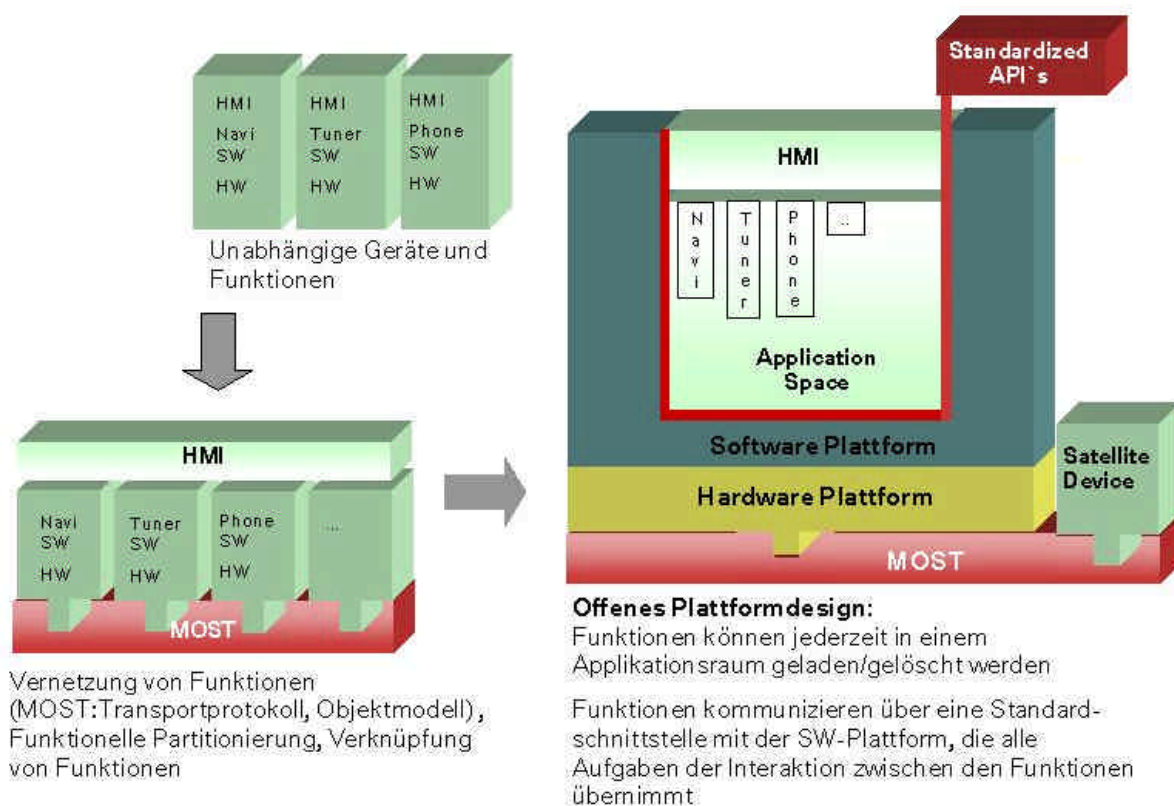 HMI
Navi
SW
HW
HMI
Tuner
SW
HW
HMI
Phone
SW
HW
Unabhängige Geräte und
Funktionen
HMI
Navi
SW
HW
Tuner
SW
HW
Phone
SW
HW
...
MOST
Vernetzung von Funktionen
(MOST:Transportprotokoll, Objektmodell),
Funktionelle Partitionierung, Verknüpfung
von Funktionen
Standardized
API`s
HMI
Navi
Tuner
Phone
..
Application
Space
Software Plattform
Hardware Plattform
Satellite
Device
MOST
Offenes Plattformdesign:
Funktionen können jederzeit in einem
Applikationsraum geladen/gelöscht werden
Funktionen kommunizieren über eine Standard-
schnittstelle mit der SW-Plattform, die alle
Aufgaben der Interaktion zwischen den Funktionen
übernimmt